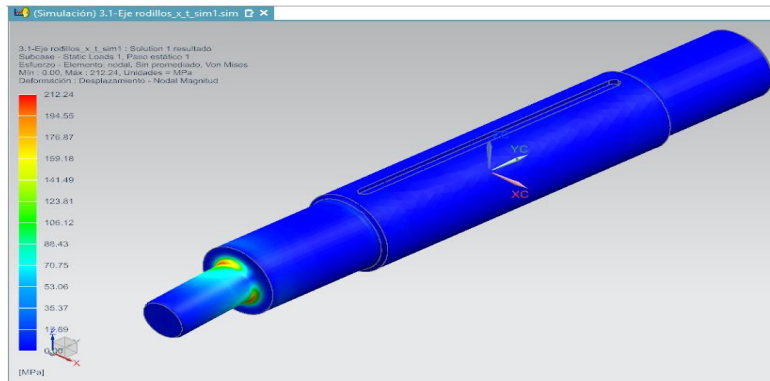 (Simulación) 3.1-Eje rodillos_x_t_sim1.sim
3.1-Eje rodillos_x_t_sim1 : Solution 1 resultado
Subcase - Static Loads 1, Paso estático 1
Esfuerzo - Elemento: nodal, Sin promediado, Von Mises
Mín : 0.00, Máx : 212.24, Unidades = MPa
Deformación : Desplazamiento - Nodal Magnitud
212.24
194.55
176.87
159.18
141.49
123.81
106.12
88.43
70.75
53.06
35.37
17.69
0.00
[MPa]
YC
XC
Z
Y
X